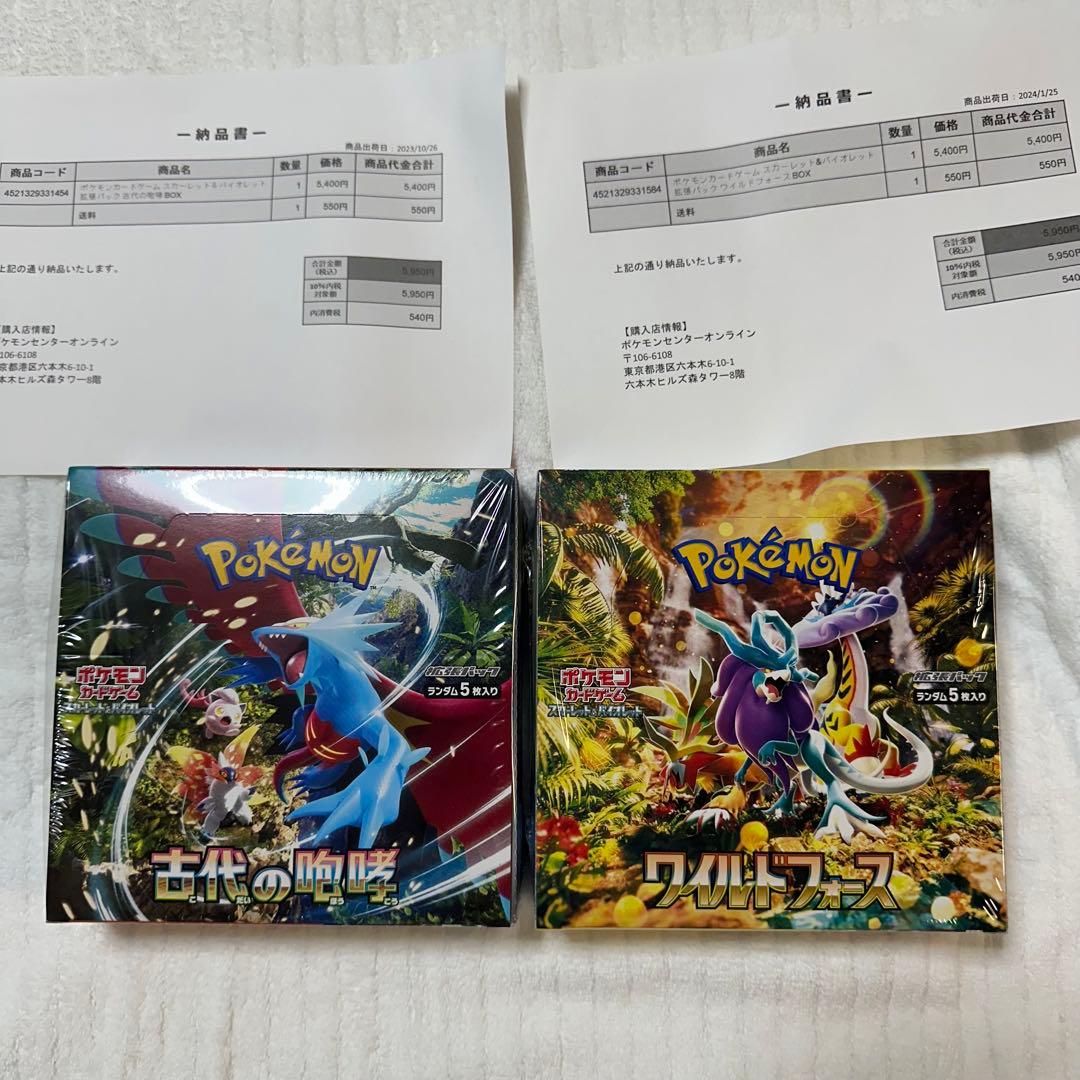 ー納品書ー
商品出荷日：2023/10/26
商品コード 商品名 数量 価格 商品代金合計
4521329331454 ポケモンカードゲーム スカーレット&バイオレット 1 5,400円 5,400円
拡張パック 古代の咆哮 BOX
送料 1 550円 550円
合計金額 5,950円
(税込)
10%内税 5,950円
対象額
内消費税 540円
上記の通り納品いたします。
【購入店情報】
ケモンセンターオンライン
106-6108
京都港区六本木6-10-1
本木ヒルズ森タワー8階
ー納品書ー
商品出荷日：2024/1/25
商品コード 商品名 数量 価格 商品代金合計
4521329331584 ポケモンカードゲーム スカーレット&バイオレット 1 5,400円 5,400円
拡張パック ワイルドフォース BOX
送料 1 550円 550円
合計金額 5,950円
(税込)
10%内税 5,950円
対象額
内消費税 540
上記の通り納品いたします。
【購入店情報】
ポケモンセンターオンライン
〒106-6108
東京都港区六本木6-10-1
六本木ヒルズ森タワー8階
POKéMON
TM
ポケモン
カードゲーム
スカーレット&バイオレット
拡張パック
ランダム5枚入り
古代の咆哮
こ だい ほう こう
POKéMON
ポケモン
カードゲーム
スカーレット&バイオレット
拡張パック
ランダム5枚入り
ワイルドフォース